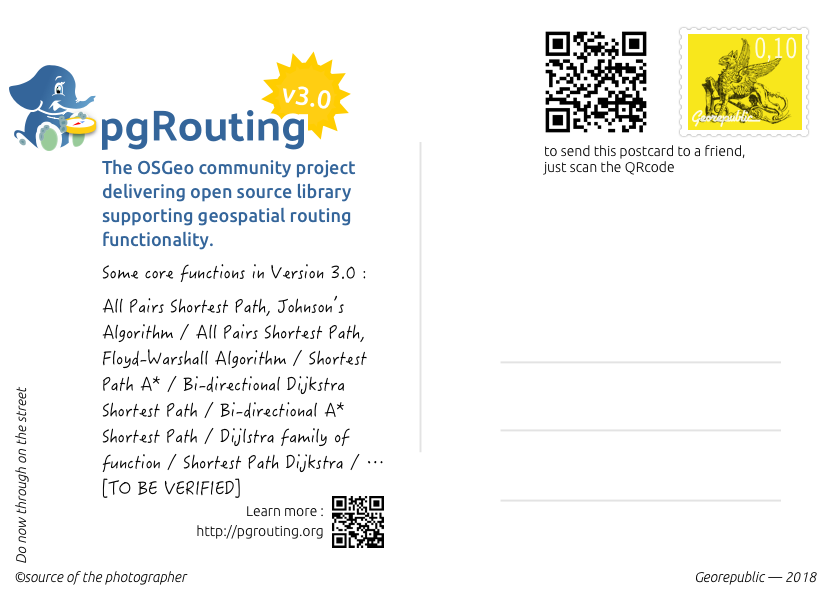 v3.0
pgRouting
The OSGeo community project
delivering open source library
supporting geospatial routing
functionality.
Some core functions in Version 3.0 :
All Pairs Shortest Path, Johnson's
Algorithm / All Pairs Shortest Path,
Floyd-Warshall Algorithm / Shortest
Path A* / Bi-directional Dijkstra
Shortest Path / Bi-directional A*
Shortest Path / Dijlstra family of
function / Shortest Path Dijkstra / ...
[TO BE VERIFIED]
Learn more :
http://pgrouting.org
Do now through on the street
©source of the photographer
0,10
Georepublic
to send this postcard to a friend,
just scan the QRcode
Georepublic — 2018